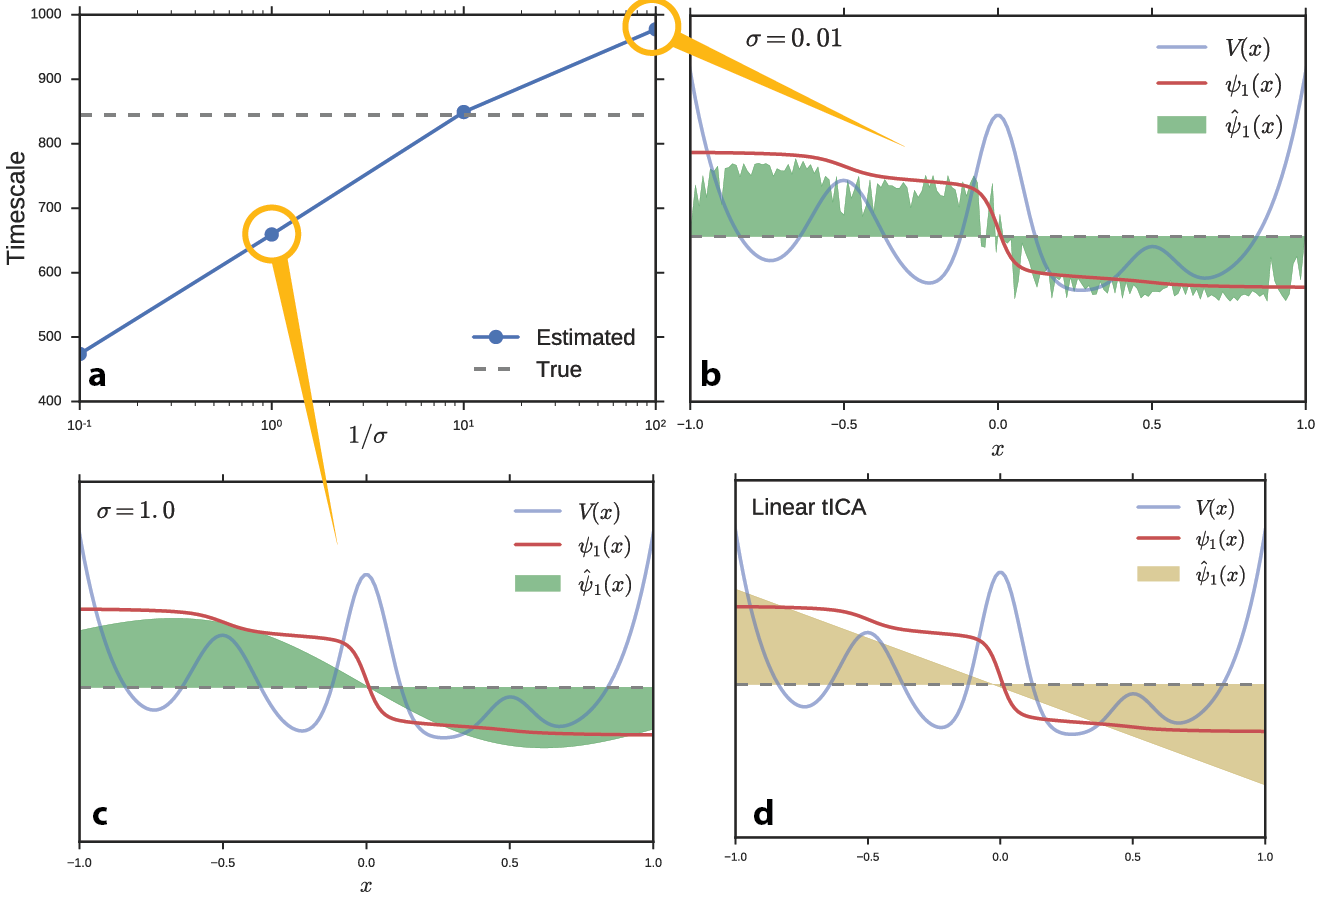 1000
900
800
700
600
500
400
Timescale
Estimated
True
a
10⁻¹
10⁰
10¹
10²
1/σ
σ = 0.01
V(x)
ψ₁(x)
ψ̂₁(x)
b
−1.0
−0.5
0.0
0.5
1.0
x
σ = 1.0
V(x)
ψ₁(x)
ψ̂₁(x)
c
−1.0
−0.5
0.0
0.5
1.0
x
Linear tICA
V(x)
ψ₁(x)
ψ̂₁(x)
d
−1.0
−0.5
0.0
0.5
1.0